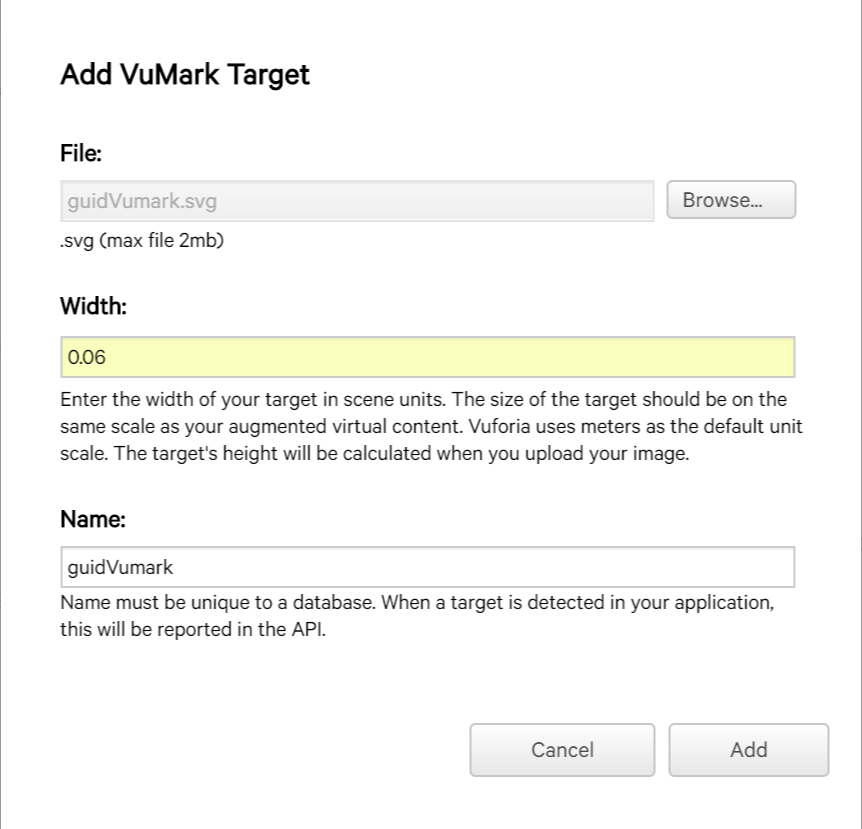 Add VuMark Target
File:
guidVumark.svg
Browse...
.svg (max file 2mb)
Width:
0.06
Enter the width of your target in scene units. The size of the target should be on the
same scale as your augmented virtual content. Vuforia uses meters as the default unit
scale. The target's height will be calculated when you upload your image.
Name:
guidVumark
Name must be unique to a database. When a target is detected in your application,
this will be reported in the API.
Cancel
Add